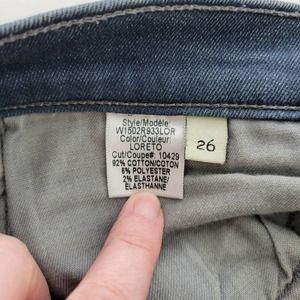 Style/Modèle:
W1502R933LOR
Color/Couleur:
LORETO
Cut/Coupe#: 10429
92% COTTON/COTON
6% POLYESTER
2% ELASTANE/
ELASTHANNE
26